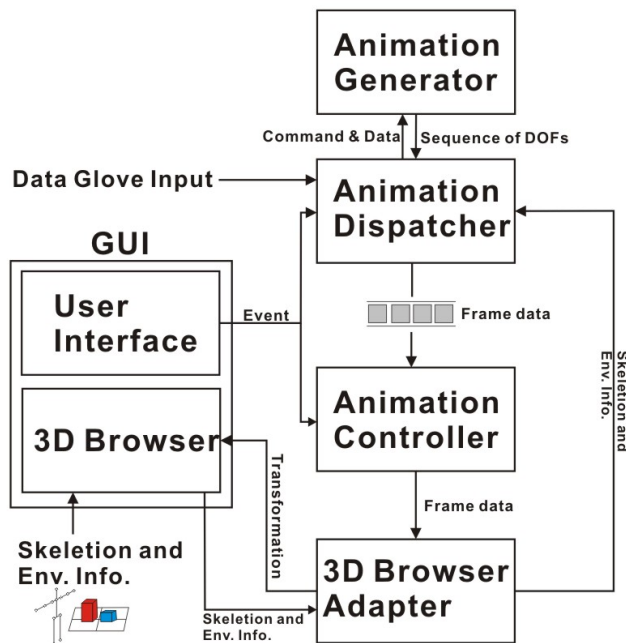 Animation
Generator
Command & Data
Sequence of DOFs
Data Glove Input
Animation
Dispatcher
GUI
User
Interface
Event
Frame data
Skeletion and
Env. Info.
Animation
Controller
3D Browser
Transformation
Frame data
Skeletion and
Env. Info.
3D Browser
Adapter
Skeletion and
Env. Info.